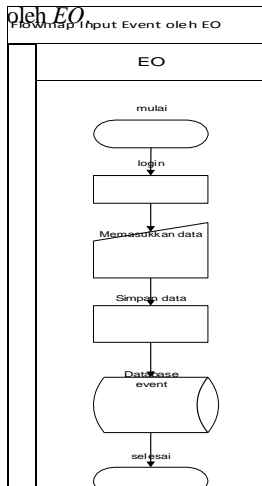 oleh EO.
Flowmap Input Event oleh EO
EO
mulai
login
Memasukkan data
Simpan data
Database
event
selesai